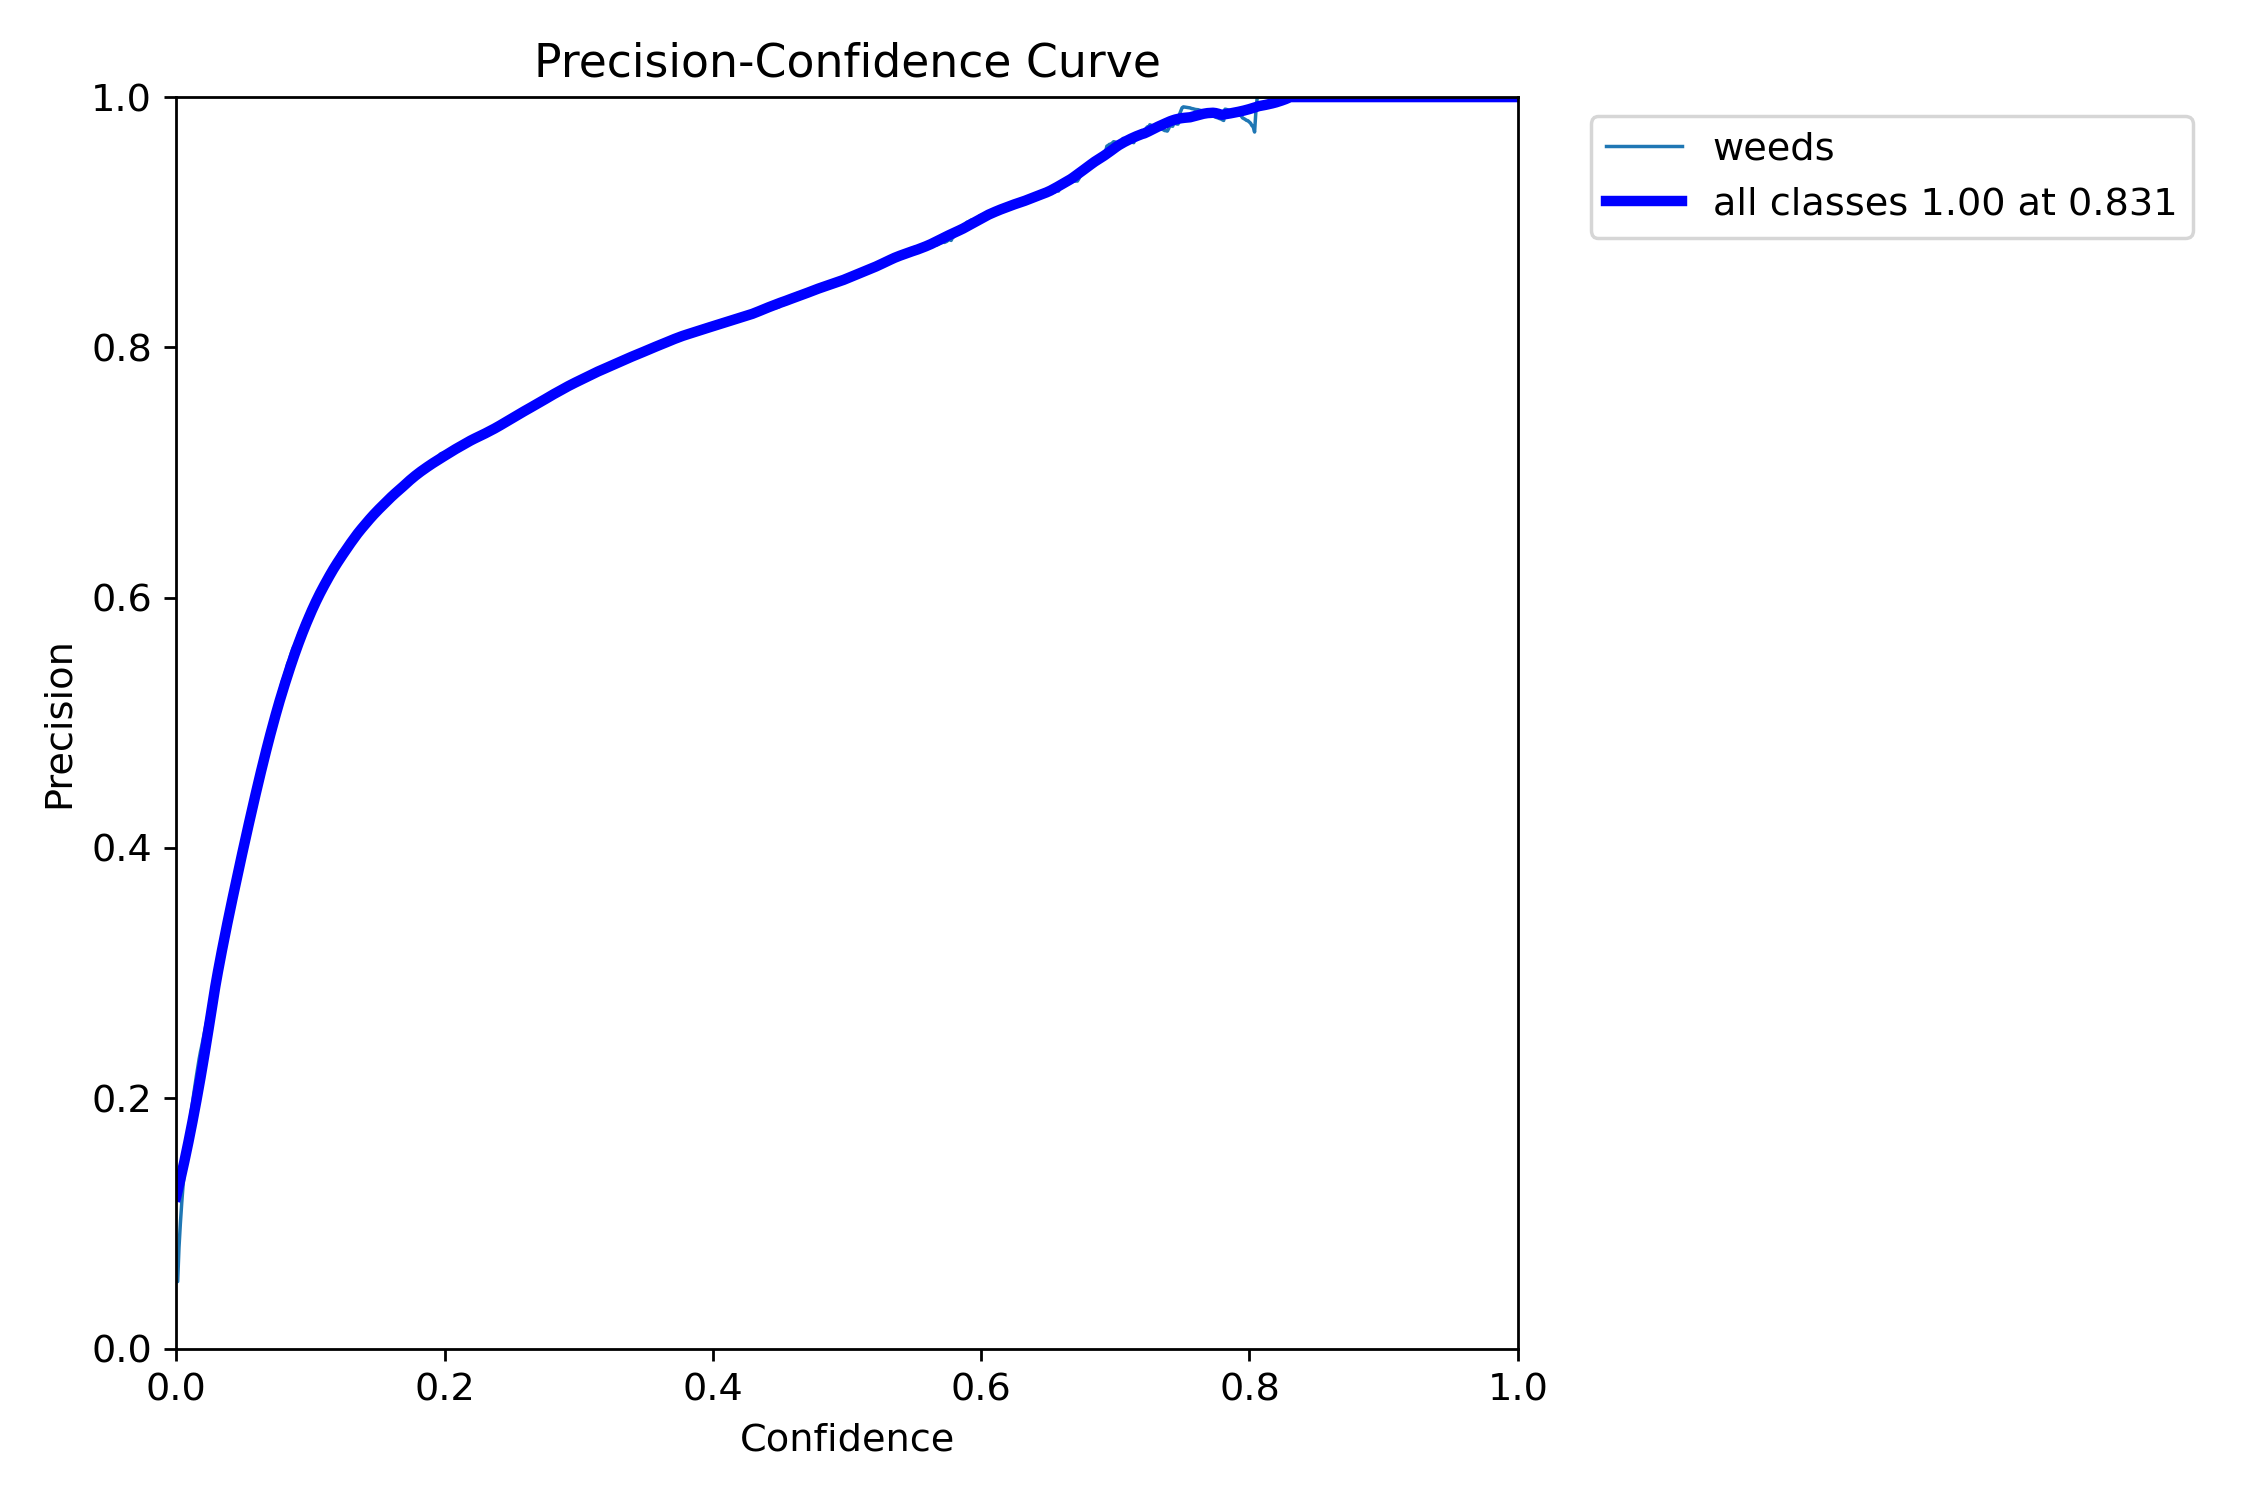 Precision-Confidence Curve
1.0
0.8
0.6
0.4
0.2
0.0
Precision
0.0 0.2 0.4 0.6 0.8 1.0
Confidence
weeds
all classes 1.00 at 0.831